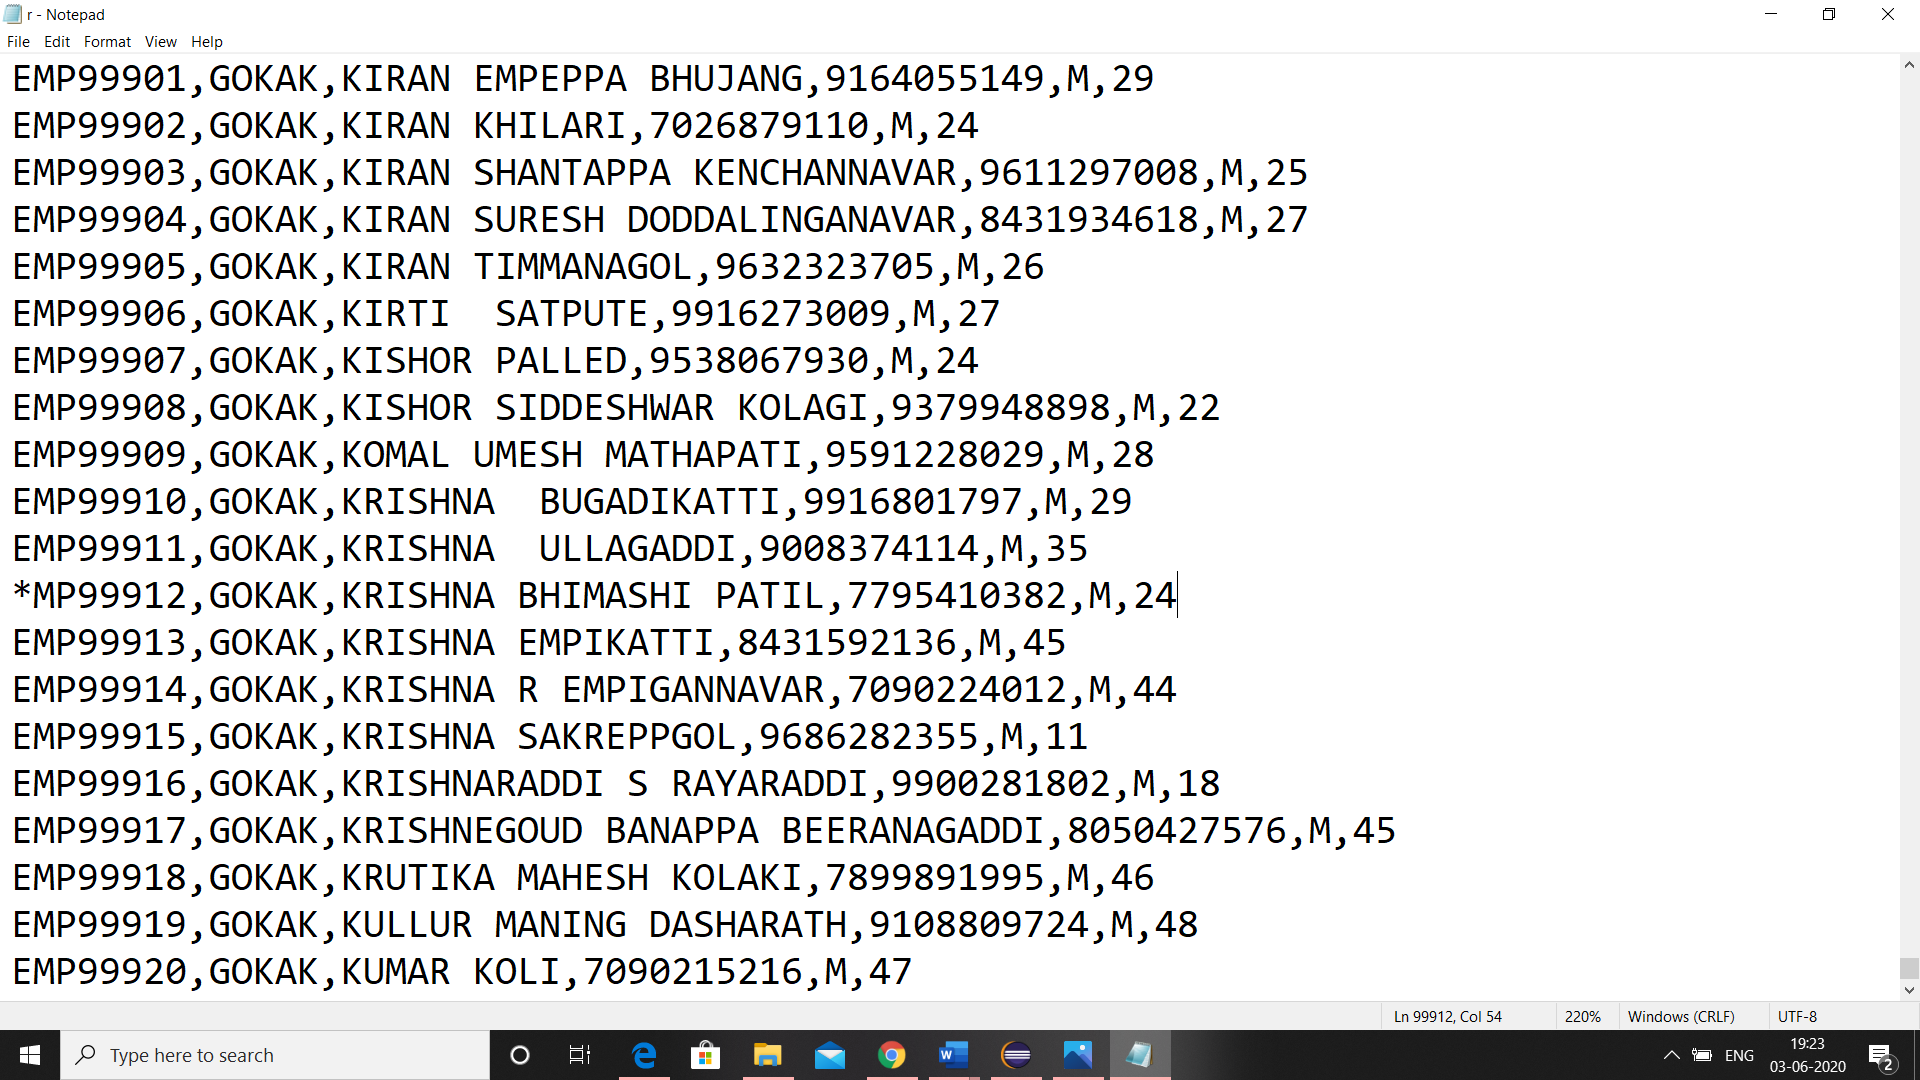 r - Notepad
File Edit Format View Help
EMP99901,GOKAK,KIRAN EMPEPPA BHUJANG,9164055149,M,29
EMP99902,GOKAK,KIRAN KHILARI,7026879110,M,24
EMP99903,GOKAK,KIRAN SHANTAPPA KENCHANNAVAR,9611297008,M,25
EMP99904,GOKAK,KIRAN SURESH DODDALINGANAVAR,8431934618,M,27
EMP99905,GOKAK,KIRAN TIMMANAGOL,9632323705,M,26
EMP99906,GOKAK,KIRTI  SATPUTE,9916273009,M,27
EMP99907,GOKAK,KISHOR PALLED,9538067930,M,24
EMP99908,GOKAK,KISHOR SIDDESHWAR KOLAGI,9379948898,M,22
EMP99909,GOKAK,KOMAL UMESH MATHAPATI,9591228029,M,28
EMP99910,GOKAK,KRISHNA  BUGADIKATTI,9916801797,M,29
EMP99911,GOKAK,KRISHNA  ULLAGADDI,9008374114,M,35
*MP99912,GOKAK,KRISHNA BHIMASHI PATIL,7795410382,M,24
EMP99913,GOKAK,KRISHNA EMPIKATTI,8431592136,M,45
EMP99914,GOKAK,KRISHNA R EMPIGANNAVAR,7090224012,M,44
EMP99915,GOKAK,KRISHNA SAKREPPGOL,9686282355,M,11
EMP99916,GOKAK,KRISHNARADDI S RAYARADDI,9900281802,M,18
EMP99917,GOKAK,KRISHNEGOUD BANAPPA BEERANAGADDI,8050427576,M,45
EMP99918,GOKAK,KRUTIKA MAHESH KOLAKI,7899891995,M,46
EMP99919,GOKAK,KULLUR MANING DASHARATH,9108809724,M,48
EMP99920,GOKAK,KUMAR KOLI,7090215216,M,47
Ln 99912, Col 54 220% Windows (CRLF) UTF-8
Type here to search W ENG 19:23
03-06-2020 2